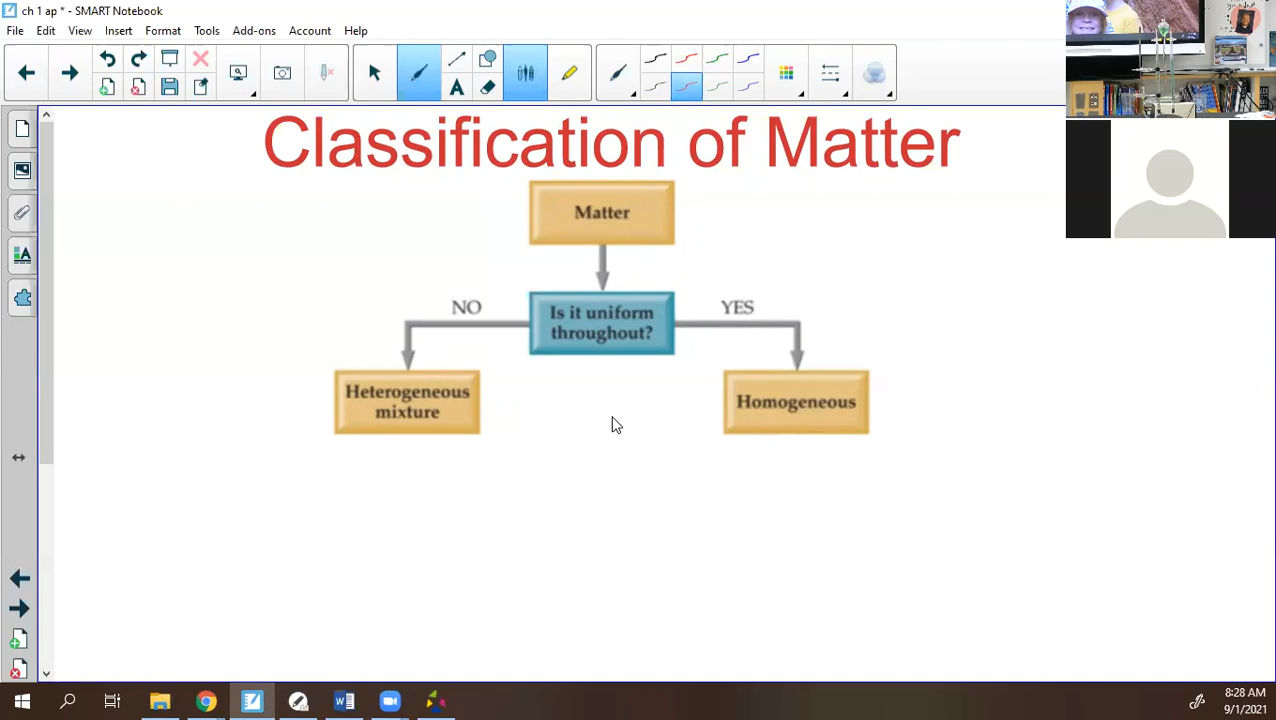 ch 1 ap * - SMART Notebook
File Edit View Insert Format Tools Add-ons Account Help
Classification of Matter
Matter
NO
Is it uniform
throughout?
YES
Heterogeneous
mixture
Homogeneous
8:28 AM
9/1/2021